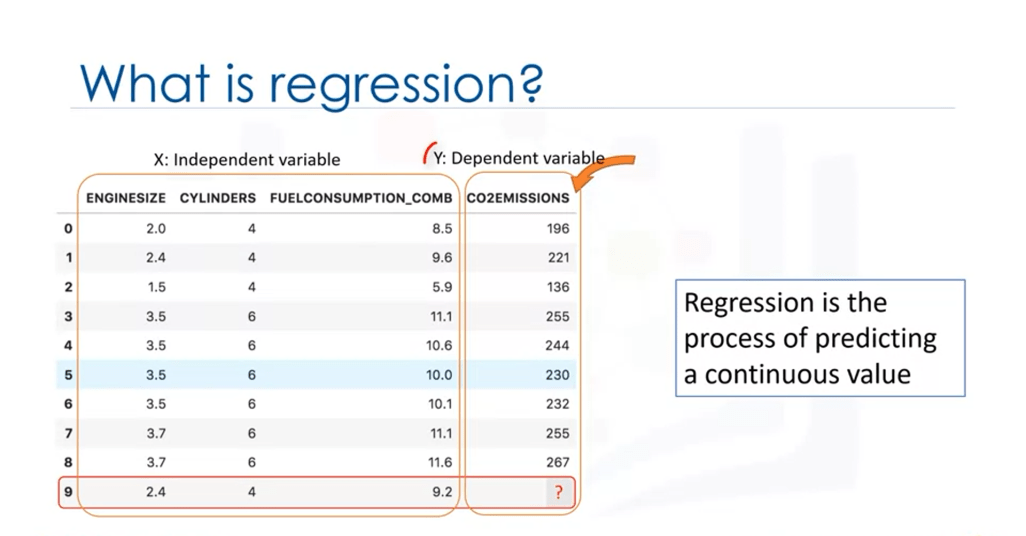 What is regression?
X: Independent variable
Y: Dependent variable
ENGINESIZE CYLINDERS FUELCONSUMPTION_COMB CO2EMISSIONS
0 2.0 4 8.5 196
1 2.4 4 9.6 221
2 1.5 4 5.9 136
3 3.5 6 11.1 255
4 3.5 6 10.6 244
5 3.5 6 10.0 230
6 3.5 6 10.1 232
7 3.7 6 11.1 255
8 3.7 6 11.6 267
9 2.4 4 9.2 ?
Regression is the
process of predicting
a continuous value